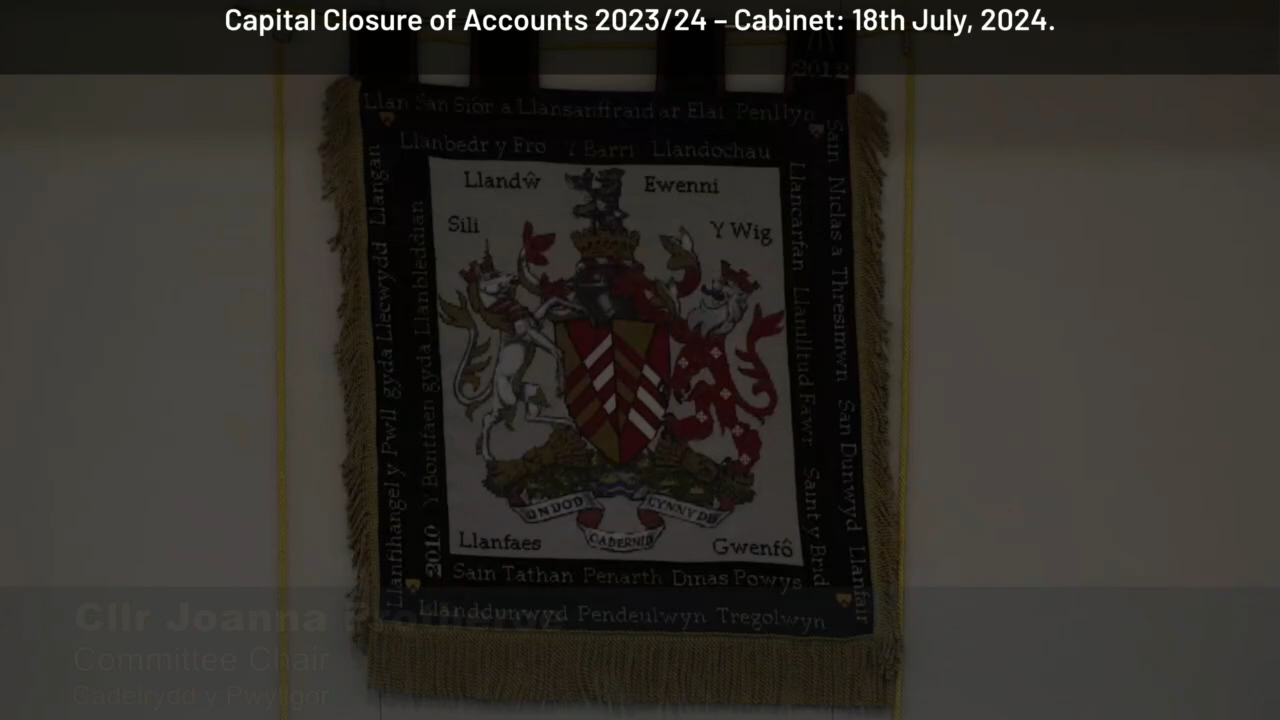 Capital Closure of Accounts 2023/24 – Cabinet: 18th July, 2024.
2012
Llan San Siôr a Llansanffraid ar Elai Penllyn
Llanbedr y Fro Y Barri Llandochau
Llandŵ
Ewenni
Sili
Y Wig
Llanfihangel y Pwll gyda Llecwydd Llangan
Y Bontfaen gyda Llanbleddian
2010
Llancarfan Llanilltud Fawr Saint y Brid
Sain Niclas a Thresimwn San Dunwyd Llanfair
UNDOD
CADERNID
CYNNYDD
Llanfaes
Gwenfô
Sain Tathan Penarth Dinas Powys
Llanddunwyd Pendeulwyn Tregolwyn
Cllr Joanna
Committee Chair
Cadeirydd y Pwyllgor